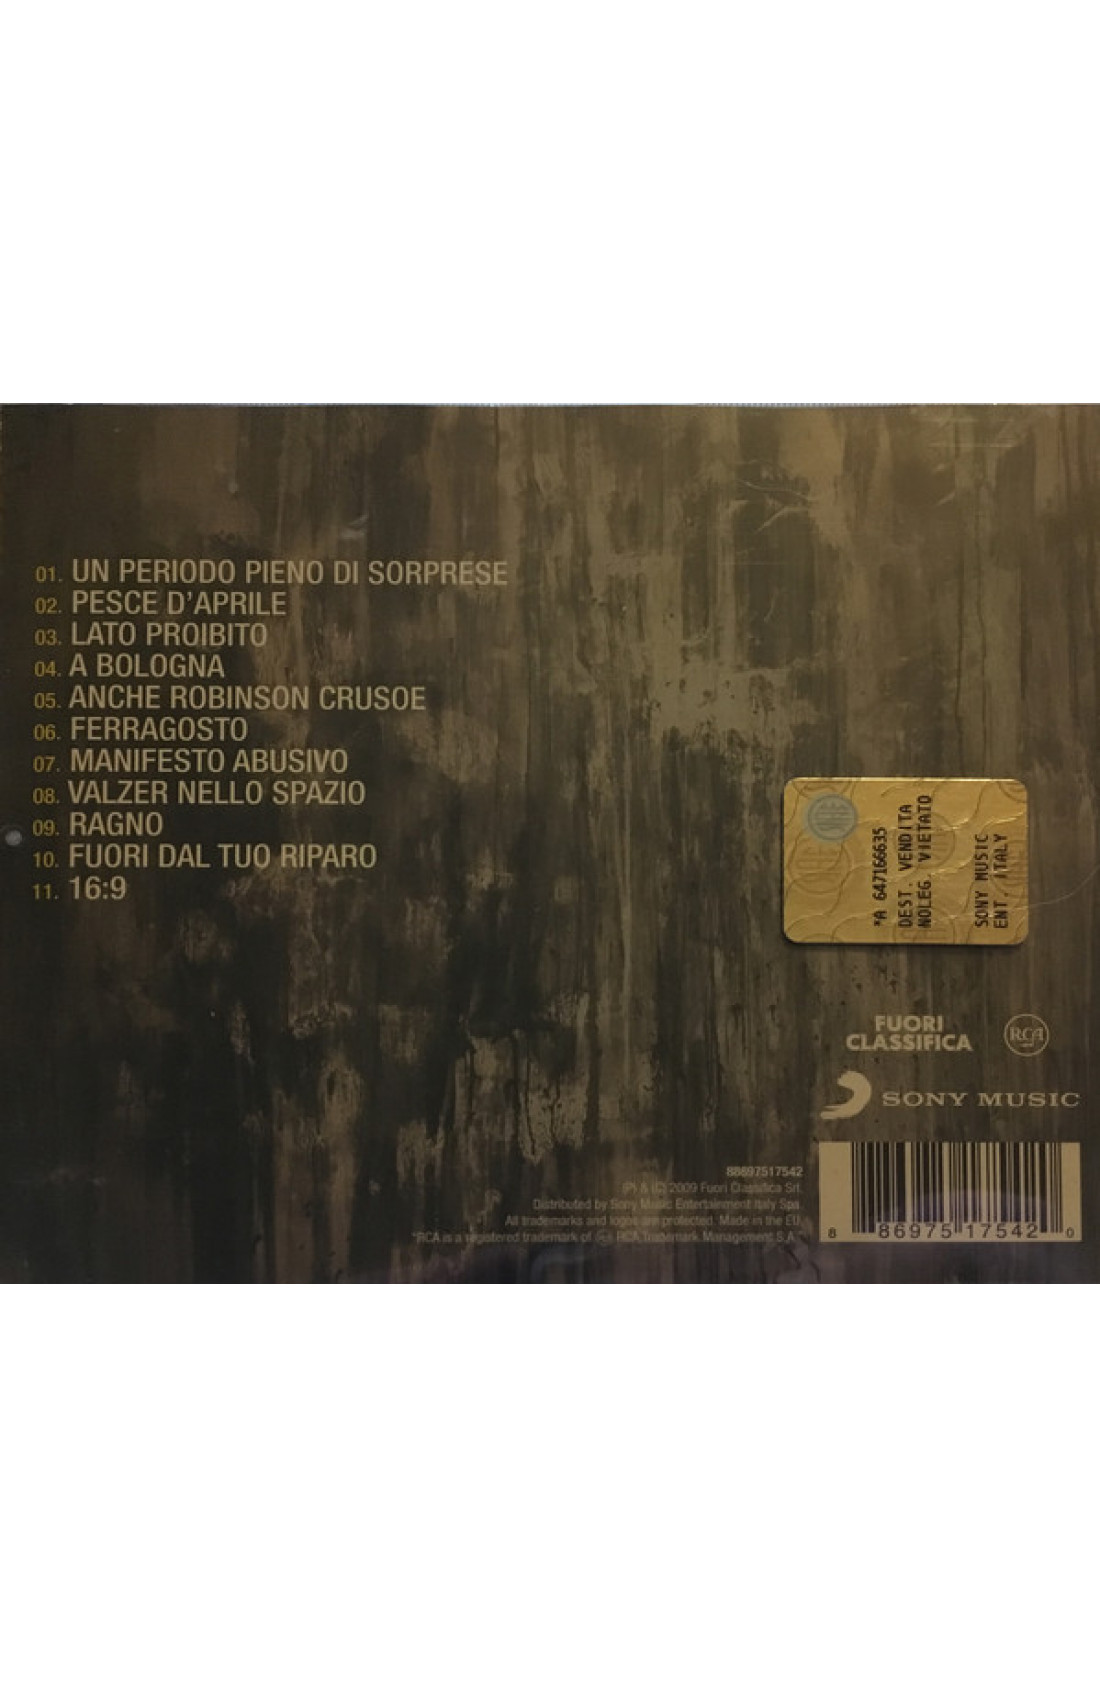 01. UN PERIODO PIENO DI SORPRESE
02. PESCE D'APRILE
03. LATO PROIBITO
04. A BOLOGNA
05. ANCHE ROBINSON CRUSOE
06. FERRAGOSTO
07. MANIFESTO ABUSIVO
08. VALZER NELLO SPAZIO
09. RAGNO
10. FUORI DAL TUO RIPARO
11. 16:9
*A 647166635
DEST. VENDITA
NOLEG. VIETATO
SONY MUSIC
ENT. ITALY
FUORI
CLASSIFICA
RCA
SONY MUSIC
88697517542
(P) & (C) 2009 Fuori Classifica Srl.
Distributed by Sony Music Entertainment Italy Spa.
All trademarks and logos are protected. Made in the EU.
"RCA is a registered trademark of RCA Trademark Management S.A."
8 86975 17542 0